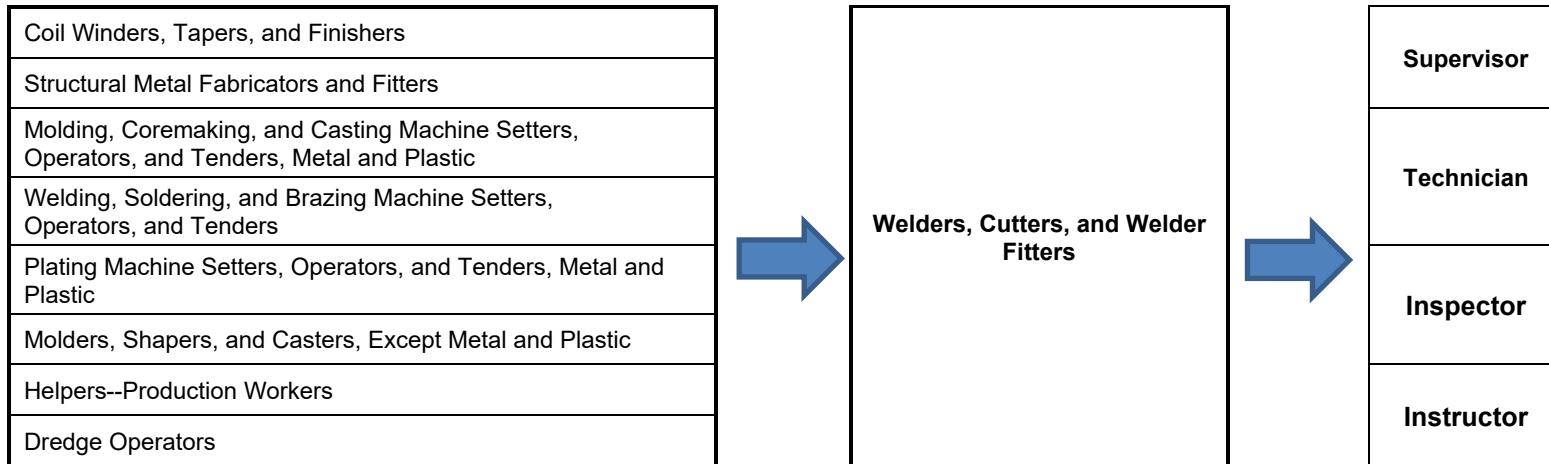 Coil Winders, Tapers, and Finishers
Structural Metal Fabricators and Fitters
Molding, Coremaking, and Casting Machine Setters,
Operators, and Tenders, Metal and Plastic
Welding, Soldering, and Brazing Machine Setters,
Operators, and Tenders
Plating Machine Setters, Operators, and Tenders, Metal and
Plastic
Molders, Shapers, and Casters, Except Metal and Plastic
Helpers--Production Workers
Dredge Operators
Welders, Cutters, and Welder
Fitters
Supervisor
Technician
Inspector
Instructor